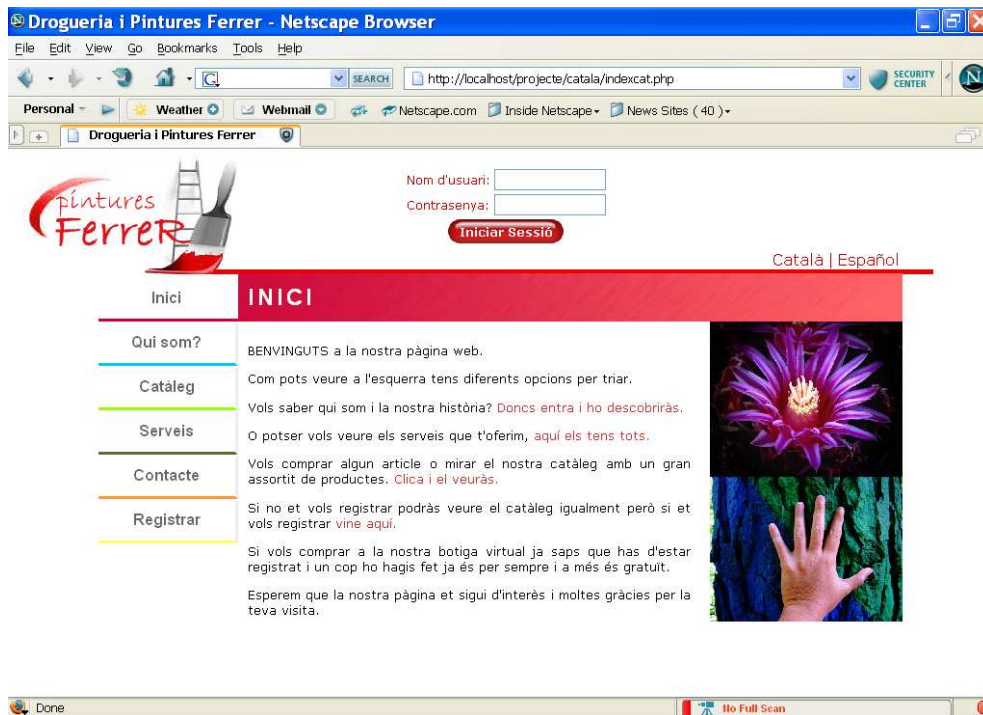 Drogueria i Pintures Ferrer - Netscape Browser
File Edit View Go Bookmarks Tools Help
SEARCH http://localhost/projecte/catala/indexcat.php SECURITY CENTER
Personal Weather Webmail Netscape.com Inside Netscape News Sites ( 40 )
Drogueria i Pintures Ferrer
pintures
Ferrer
Nom d'usuari:
Contrasenya:
Iniciar Sessió
Català | Español
Inici
Qui som?
Catàleg
Serveis
Contacte
Registrar
INICI
BENVINGUTS a la nostra pàgina web.
Com pots veure a l'esquerra tens diferents opcions per triar.
Vols saber qui som i la nostra història? Doncs entra i ho descobriràs.
O potser vols veure els serveis que t'oferim, aquí els tens tots.
Vols comprar algun article o mirar el nostra catàleg amb un gran
assortit de productes. Clica i el veuràs.
Si no et vols registrar podràs veure el catàleg igualment però si et
vols registrar vine aquí.
Si vols comprar a la nostra botiga virtual ja saps que has d'estar
registrat i un cop ho hagis fet ja és per sempre i a més és gratuït.
Esperem que la nostra pàgina et sigui d'interès i moltes gràcies per la
teva visita.
Done
No Full Scan